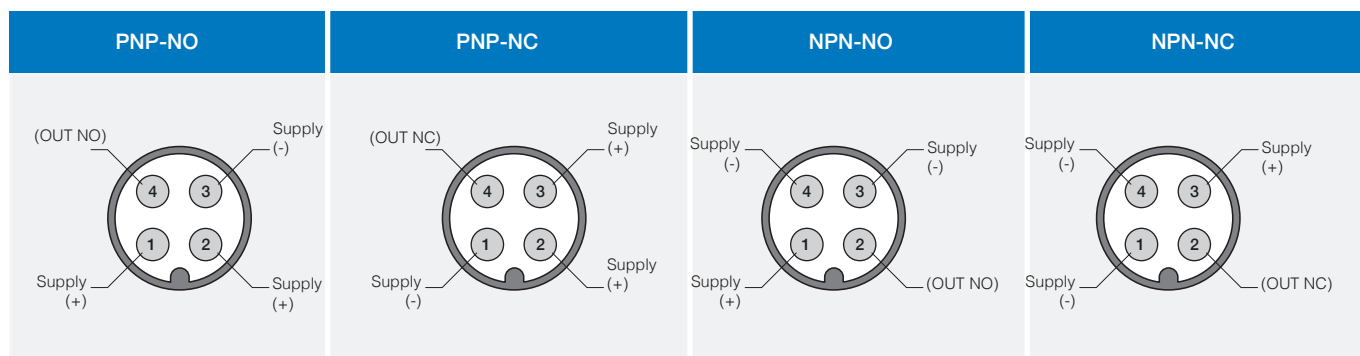 PNP-NO
PNP-NC
NPN-NO
NPN-NC
(OUT NO)
Supply
(-)
4
3
1
2
Supply
(+)
Supply
(+)
(OUT NC)
Supply
(+)
4
3
1
2
Supply
(-)
Supply
(+)
Supply
(-)
Supply
(-)
4
3
1
2
Supply
(+)
(OUT NO)
Supply
(-)
Supply
(+)
4
3
1
2
Supply
(-)
(OUT NC)